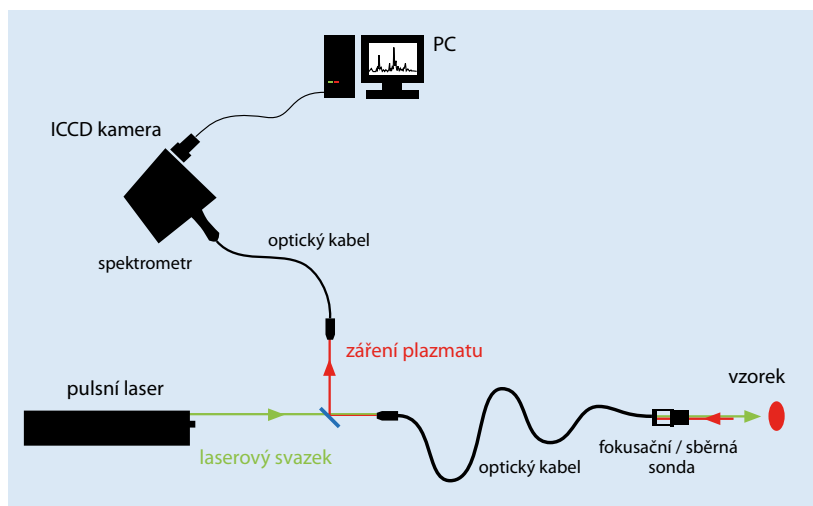 PC
ICCD kamera
optický kabel
spektrometr
záření plazmatu
pulsní laser
vzorek
laserový svazek
fokusační / sběrná
sonda
optický kabel